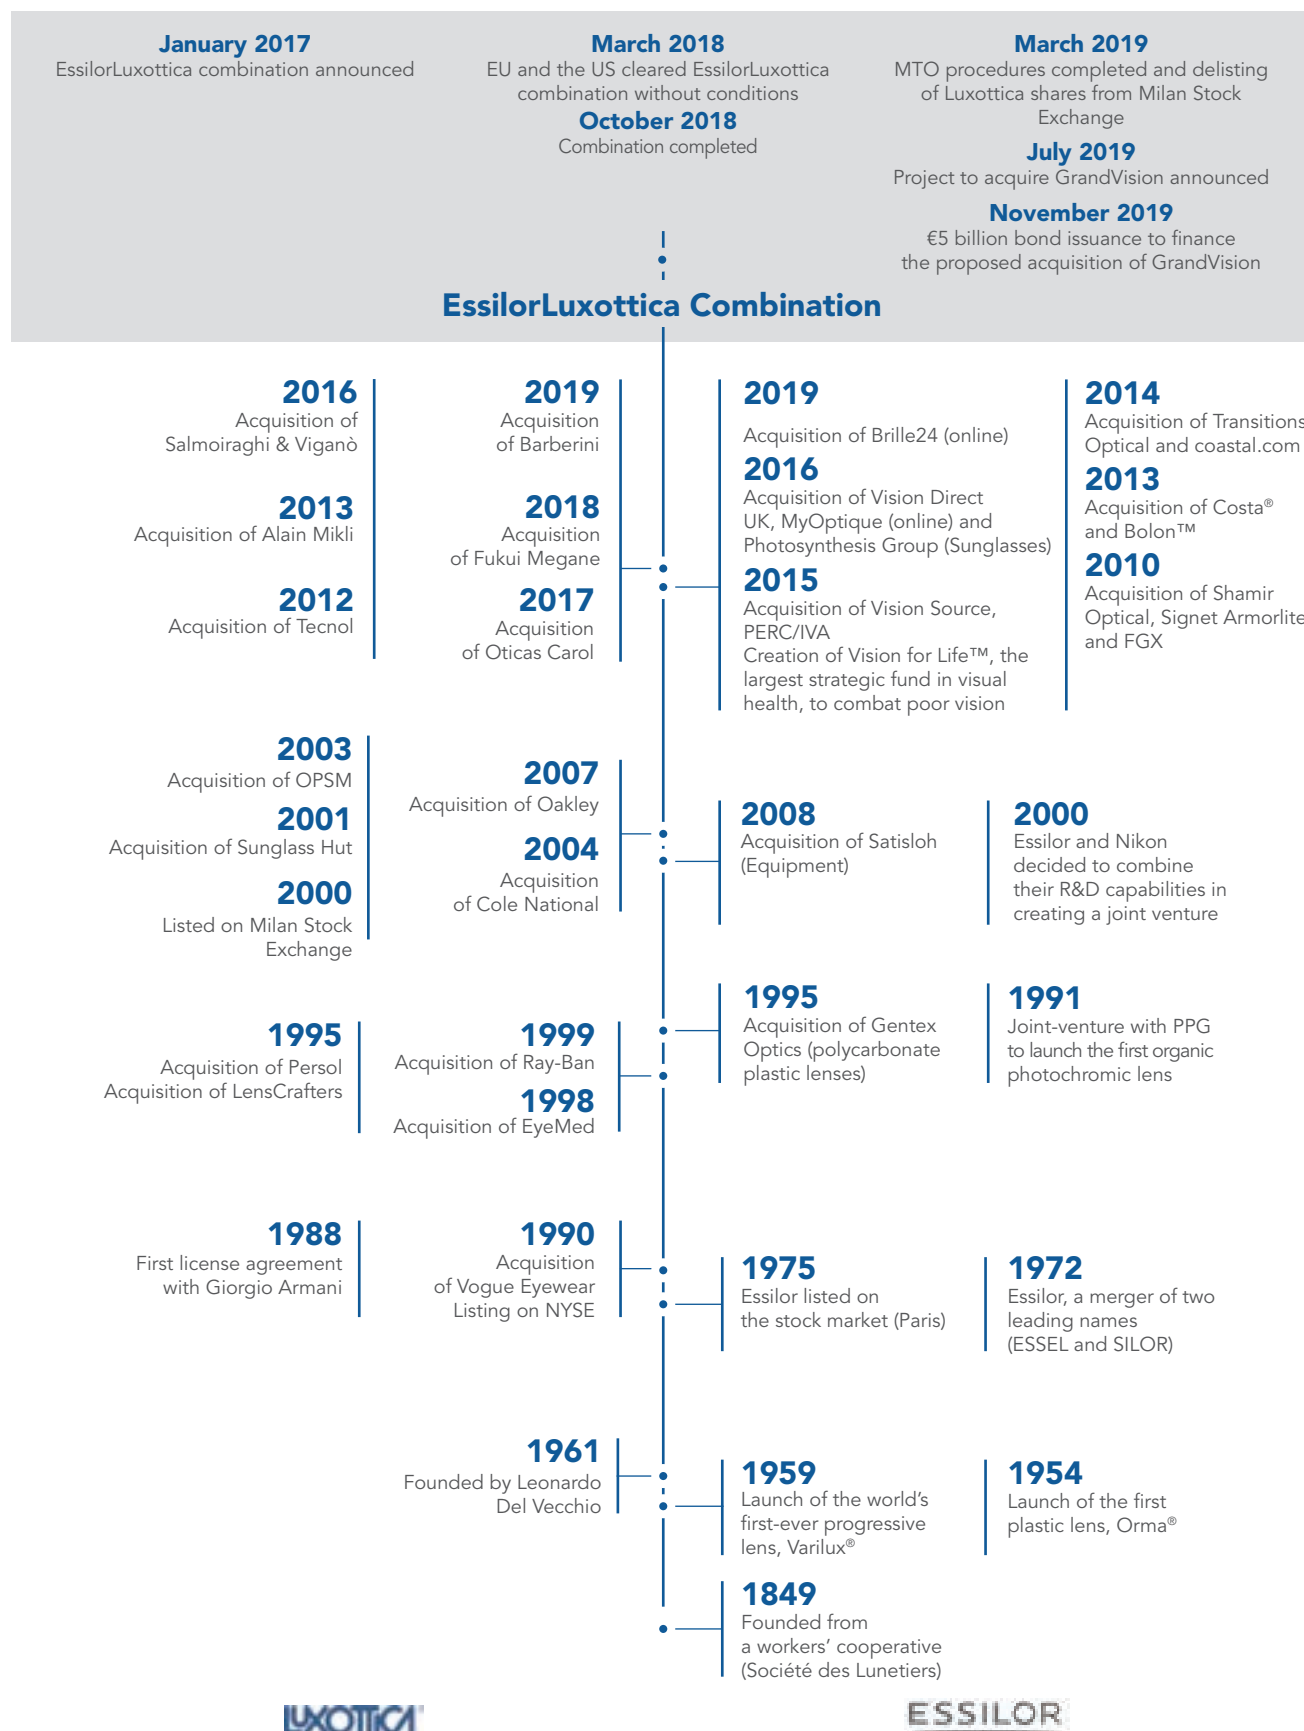 January 2017
EssilorLuxottica combination announced
March 2018
EU and the US cleared EssilorLuxottica
combination without conditions
October 2018
Combination completed
March 2019
MTO procedures completed and delisting
of Luxottica shares from Milan Stock
Exchange
July 2019
Project to acquire GrandVision announced
November 2019
€5 billion bond issuance to finance
the proposed acquisition of GrandVision
EssilorLuxottica Combination
2016
Acquisition of
Salmoiraghi & Viganò
2013
Acquisition of Alain Mikli
2012
Acquisition of Tecnol
2019
Acquisition
of Barberini
2018
Acquisition
of Fukui Megane
2017
Acquisition
of Oticas Carol
2019
Acquisition of Brille24 (online)
2016
Acquisition of Vision Direct
UK, MyOptique (online) and
Photosynthesis Group (Sunglasses)
2015
Acquisition of Vision Source,
PERC/IVA
Creation of Vision for Life™, the
largest strategic fund in visual
health, to combat poor vision
2014
Acquisition of Transitions
Optical and coastal.com
2013
Acquisition of Costa®
and Bolon™
2010
Acquisition of Shamir
Optical, Signet Armorlite
and FGX
2003
Acquisition of OPSM
2001
Acquisition of Sunglass Hut
2000
Listed on Milan Stock
Exchange
2007
Acquisition of Oakley
2004
Acquisition
of Cole National
2008
Acquisition of Satisloh
(Equipment)
2000
Essilor and Nikon
decided to combine
their R&D capabilities in
creating a joint venture
1995
Acquisition of Persol
Acquisition of LensCrafters
1999
Acquisition of Ray-Ban
1998
Acquisition of EyeMed
1995
Acquisition of Gentex
Optics (polycarbonate
plastic lenses)
1991
Joint-venture with PPG
to launch the first organic
photochromic lens
1988
First license agreement
with Giorgio Armani
1990
Acquisition
of Vogue Eyewear
Listing on NYSE
1975
Essilor listed on
the stock market (Paris)
1972
Essilor, a merger of two
leading names
(ESSEL and SILOR)
1961
Founded by Leonardo
Del Vecchio
1959
Launch of the world's
first-ever progressive
lens, Varilux®
1954
Launch of the first
plastic lens, Orma®
1849
Founded from
a workers' cooperative
(Société des Lunetiers)
LUXOTTICA
ESSILOR